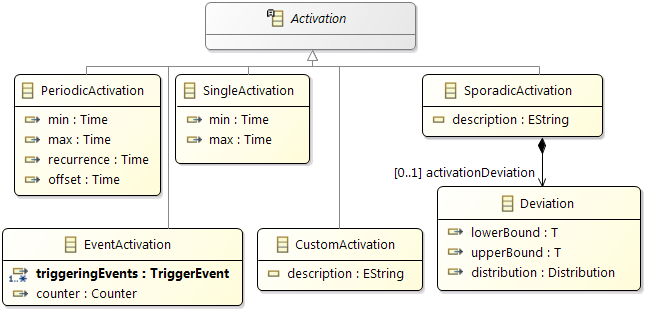 Activation
PeriodicActivation
min : Time
max : Time
recurrence : Time
offset : Time
SingleActivation
min : Time
max : Time
SporadicActivation
description : EString
[0..1] activationDeviation
Deviation
lowerBound : T
upperBound : T
distribution : Distribution
EventActivation
1..* triggeringEvents : TriggerEvent
counter : Counter
CustomActivation
description : EString